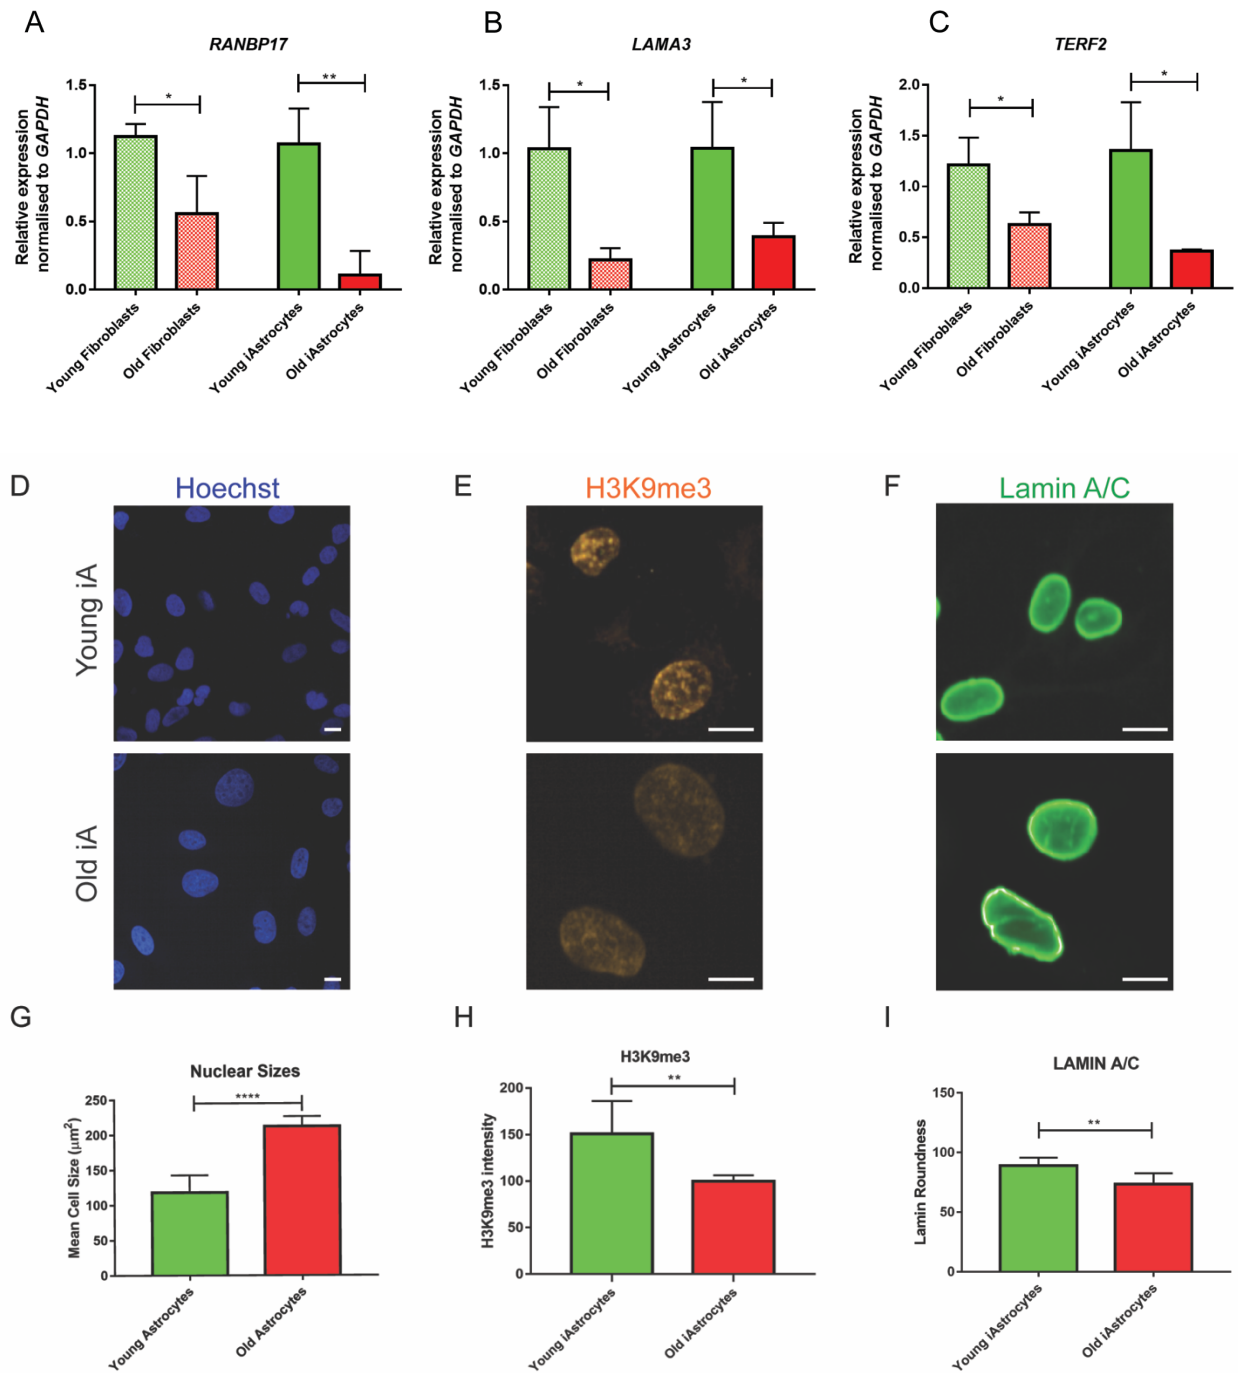 A
B
C
RANBP17
LAMA3
TERF2
Relative expression
normalised to GAPDH
1.5
1.0
0.5
0.0
*
**
Young Fibroblasts
Old Fibroblasts
Young iAstrocytes
Old iAstrocytes
Relative expression
normalised to GAPDH
1.5
1.0
0.5
0.0
*
*
Young Fibroblasts
Old Fibroblasts
Young iAstrocytes
Old iAstrocytes
Relative expression
normalised to GAPDH
2.0
1.5
1.0
0.5
0.0
*
*
Young Fibroblasts
Old Fibroblasts
Young iAstrocytes
Old iAstrocytes
D
Hoechst
E
H3K9me3
F
Lamin A/C
Young iA
Old iA
G
H
I
Nuclear Sizes
Mean Cell Size (μm²)
250
200
150
100
50
0
****
Young Astrocytes
Old Astrocytes
H3K9me3
H3K9me3 intensity
200
150
100
50
0
**
Young iAstrocytes
Old iAstrocytes
LAMIN A/C
Lamin Roundness
150
100
50
0
**
Young iAstrocytes
Old iAstrocytes